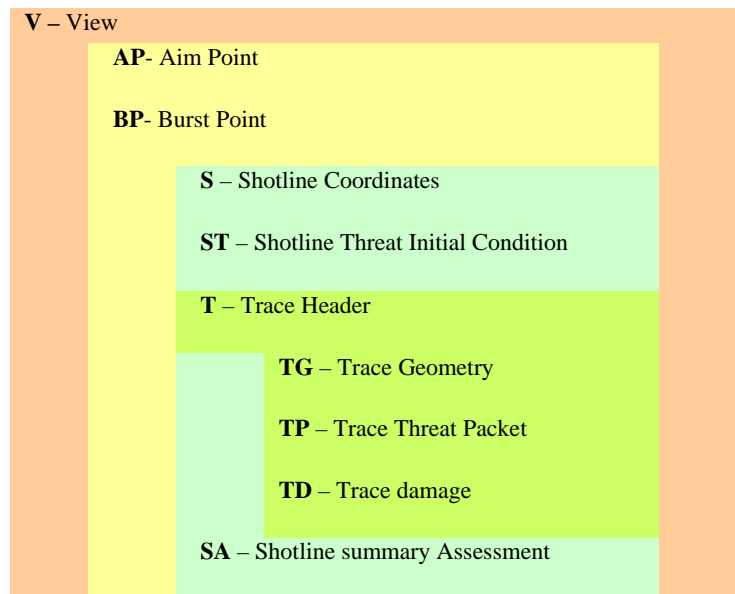 V – View
AP- Aim Point
BP- Burst Point
S – Shotline Coordinates
ST – Shotline Threat Initial Condition
T – Trace Header
TG – Trace Geometry
TP – Trace Threat Packet
TD – Trace damage
SA – Shotline summary Assessment